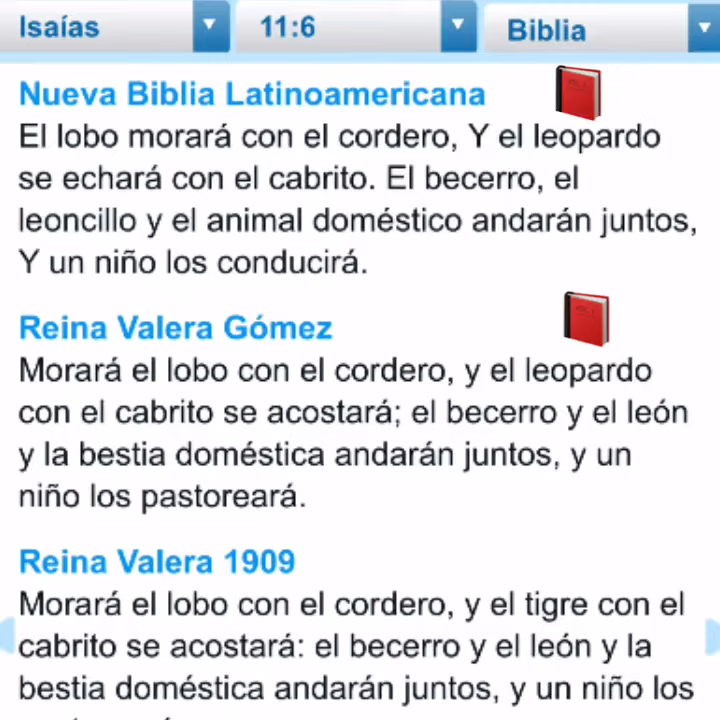 Isaías 11:6 Biblia
Nueva Biblia Latinoamericana
El lobo morará con el cordero, Y el leopardo
se echará con el cabrito. El becerro, el
leoncillo y el animal doméstico andarán juntos,
Y un niño los conducirá.
Reina Valera Gómez
Morará el lobo con el cordero, y el leopardo
con el cabrito se acostará; el becerro y el león
y la bestia doméstica andarán juntos, y un
niño los pastoreará.
Reina Valera 1909
Morará el lobo con el cordero, y el tigre con el
cabrito se acostará: el becerro y el león y la
bestia doméstica andarán juntos, y un niño los